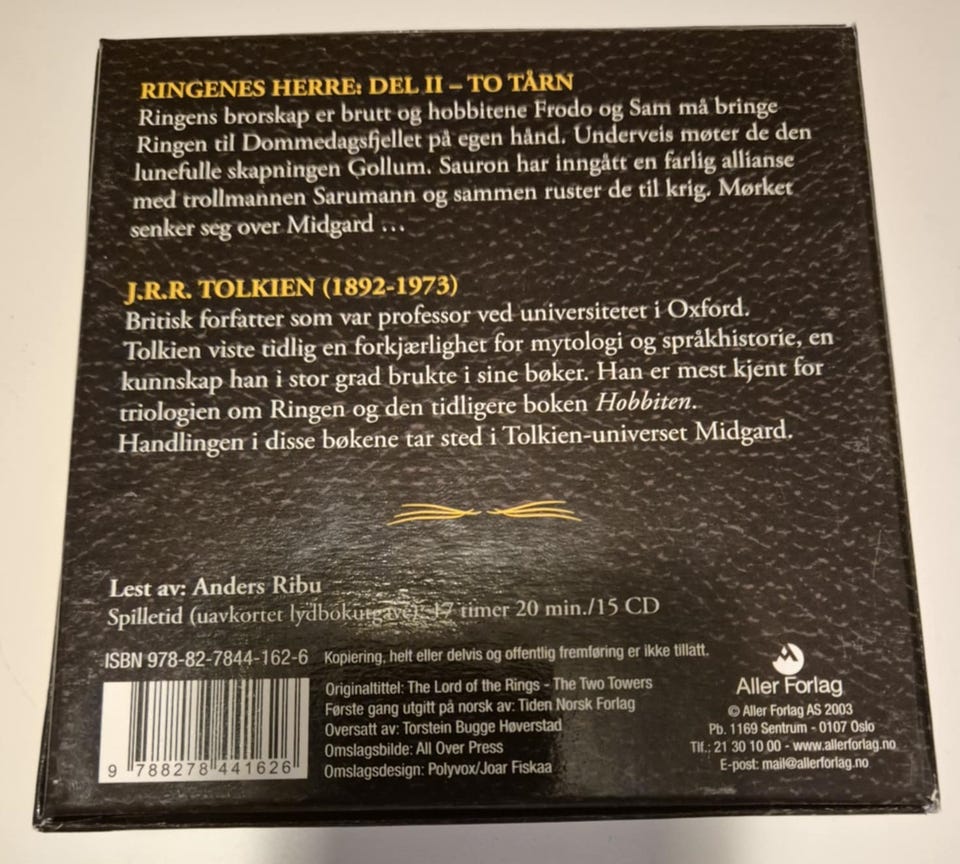 RINGENES HERRE: DEL II – TO TÅRN
Ringens brorskap er brutt og hobbitene Frodo og Sam må bringe
Ringen til Dommedagsfjellet på egen hånd. Underveis møter de den
lunefulle skapningen Gollum. Sauron har inngått en farlig allianse
med trollmannen Sarumann og sammen ruster de til krig. Mørket
senker seg over Midgard ...
J.R.R. TOLKIEN (1892-1973)
Britisk forfatter som var professor ved universitetet i Oxford.
Tolkien viste tidlig en forkjærlighet for mytologi og språkhistorie, en
kunnskap han i stor grad brukte i sine bøker. Han er mest kjent for
triologien om Ringen og den tidligere boken Hobbiten.
Handlingen i disse bøkene tar sted i Tolkien-universet Midgard.
Lest av: Anders Ribu
Spilletid (uavkortet lydbokutgave): 17 timer 20 min./15 CD
ISBN 978-82-7844-162-6
Kopiering, helt eller delvis og offentlig fremføring er ikke tillatt.
Originaltittel: The Lord of the Rings - The Two Towers
Første gang utgitt på norsk av: Tiden Norsk Forlag
Oversatt av: Torstein Bugge Høverstad
Omslagsbilde: All Over Press
Omslagsdesign: Polyvox/Joar Fiskaa
9 788278 441626
Aller Forlag
© Aller Forlag AS 2003
Pb. 1169 Sentrum - 0107 Oslo
Tlf.: 21 30 10 00 - www.allerforlag.no
E-post: mail@allerforlag.no